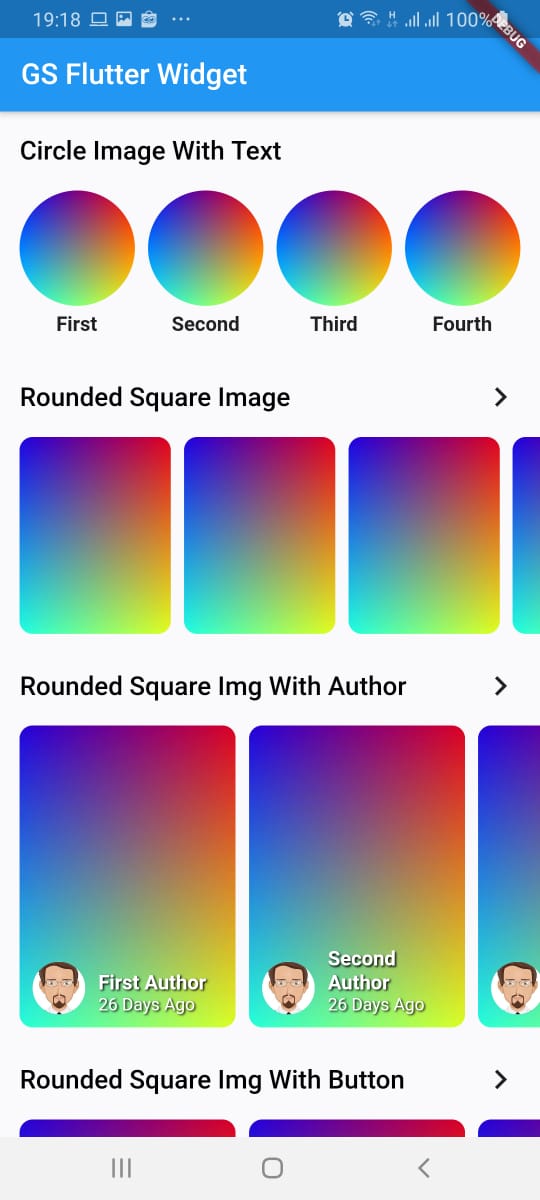 19:18
H
100%
DEBUG
GS Flutter Widget
Circle Image With Text
First Second Third Fourth
Rounded Square Image
Rounded Square Img With Author
First Author
26 Days Ago
Second
Author
26 Days Ago
Rounded Square Img With Button